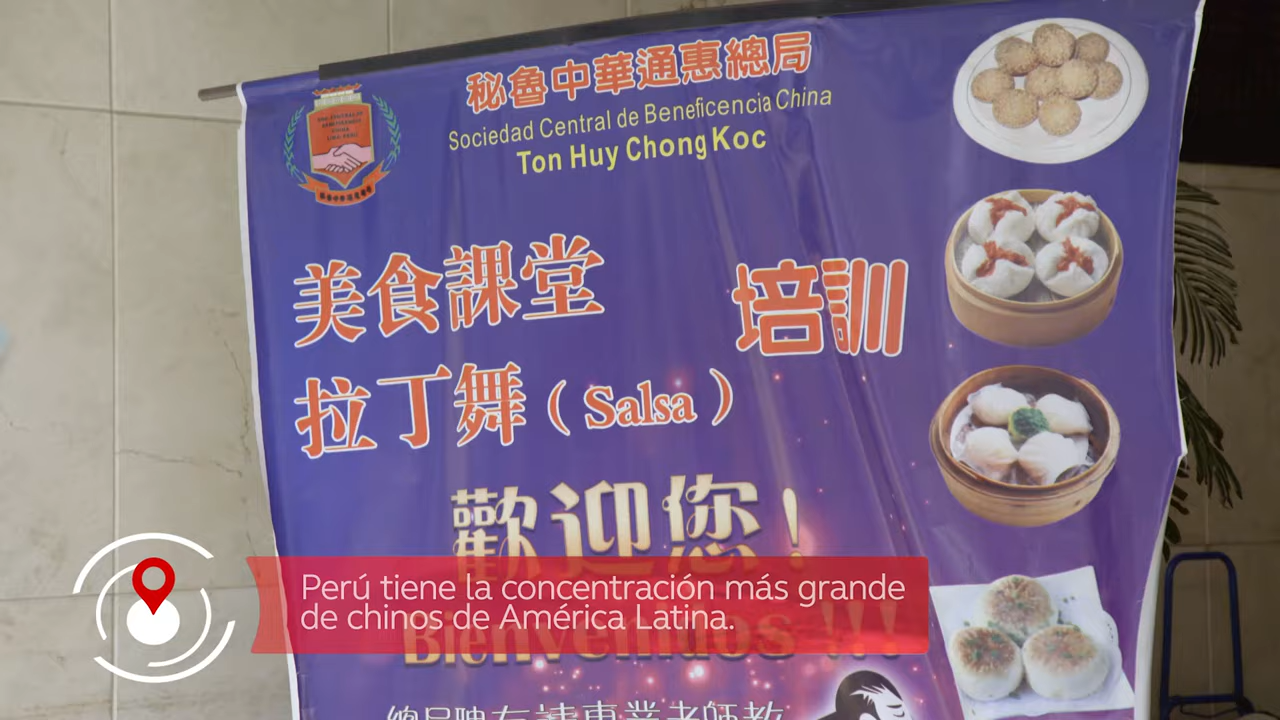 秘魯中華通惠總局
Sociedad Central de Beneficencia China
Ton Huy Chong Koc
美食課堂
培訓
拉丁舞 ( Salsa )
歡迎您!
Perú tiene la concentración más grande
de chinos de América Latina.
Bienvenidos !!!